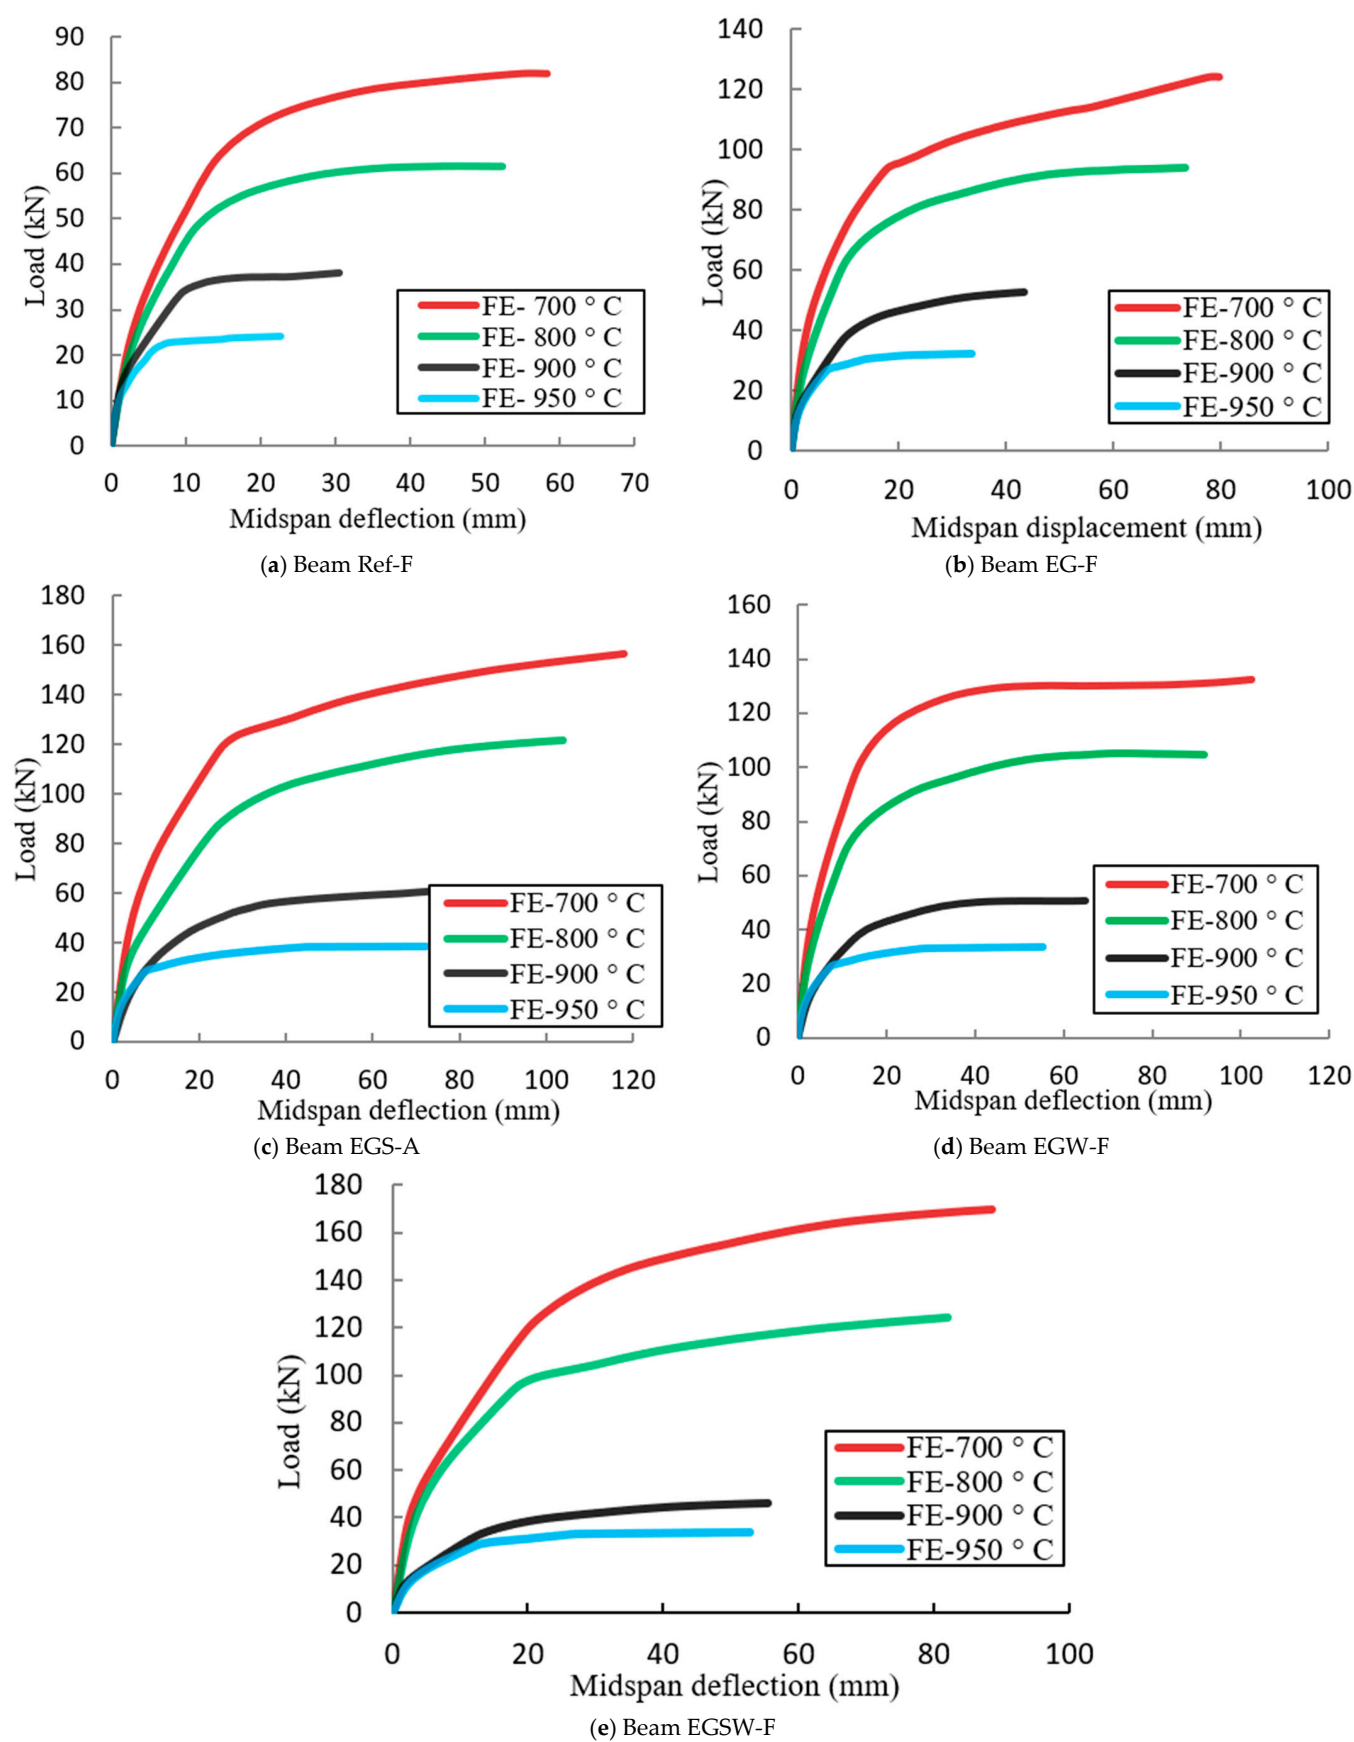 90
80
70
60
50
40
30
20
10
0
Load (kN)
FE- 700 ° C
FE- 800 ° C
FE- 900 ° C
FE- 950 ° C
0 10 20 30 40 50 60 70
Midspan deflection (mm)
(a) Beam Ref-F
140
120
100
80
60
40
20
0
Load (kN)
FE-700 ° C
FE-800 ° C
FE-900 ° C
FE-950 ° C
0 20 40 60 80 100
Midspan displacement (mm)
(b) Beam EG-F
180
160
140
120
100
80
60
40
20
0
Load (kN)
FE-700 ° C
FE-800 ° C
FE-900 ° C
FE-950 ° C
0 20 40 60 80 100 120
Midspan deflection (mm)
(c) Beam EGS-A
160
140
120
100
80
60
40
20
0
Load (kN)
FE-700 ° C
FE-800 ° C
FE-900 ° C
FE-950 ° C
0 20 40 60 80 100 120
Midspan deflection (mm)
(d) Beam EGW-F
180
160
140
120
100
80
60
40
20
0
Load (kN)
FE-700 ° C
FE-800 ° C
FE-900 ° C
FE-950 ° C
0 20 40 60 80 100
Midspan deflection (mm)
(e) Beam EGSW-F